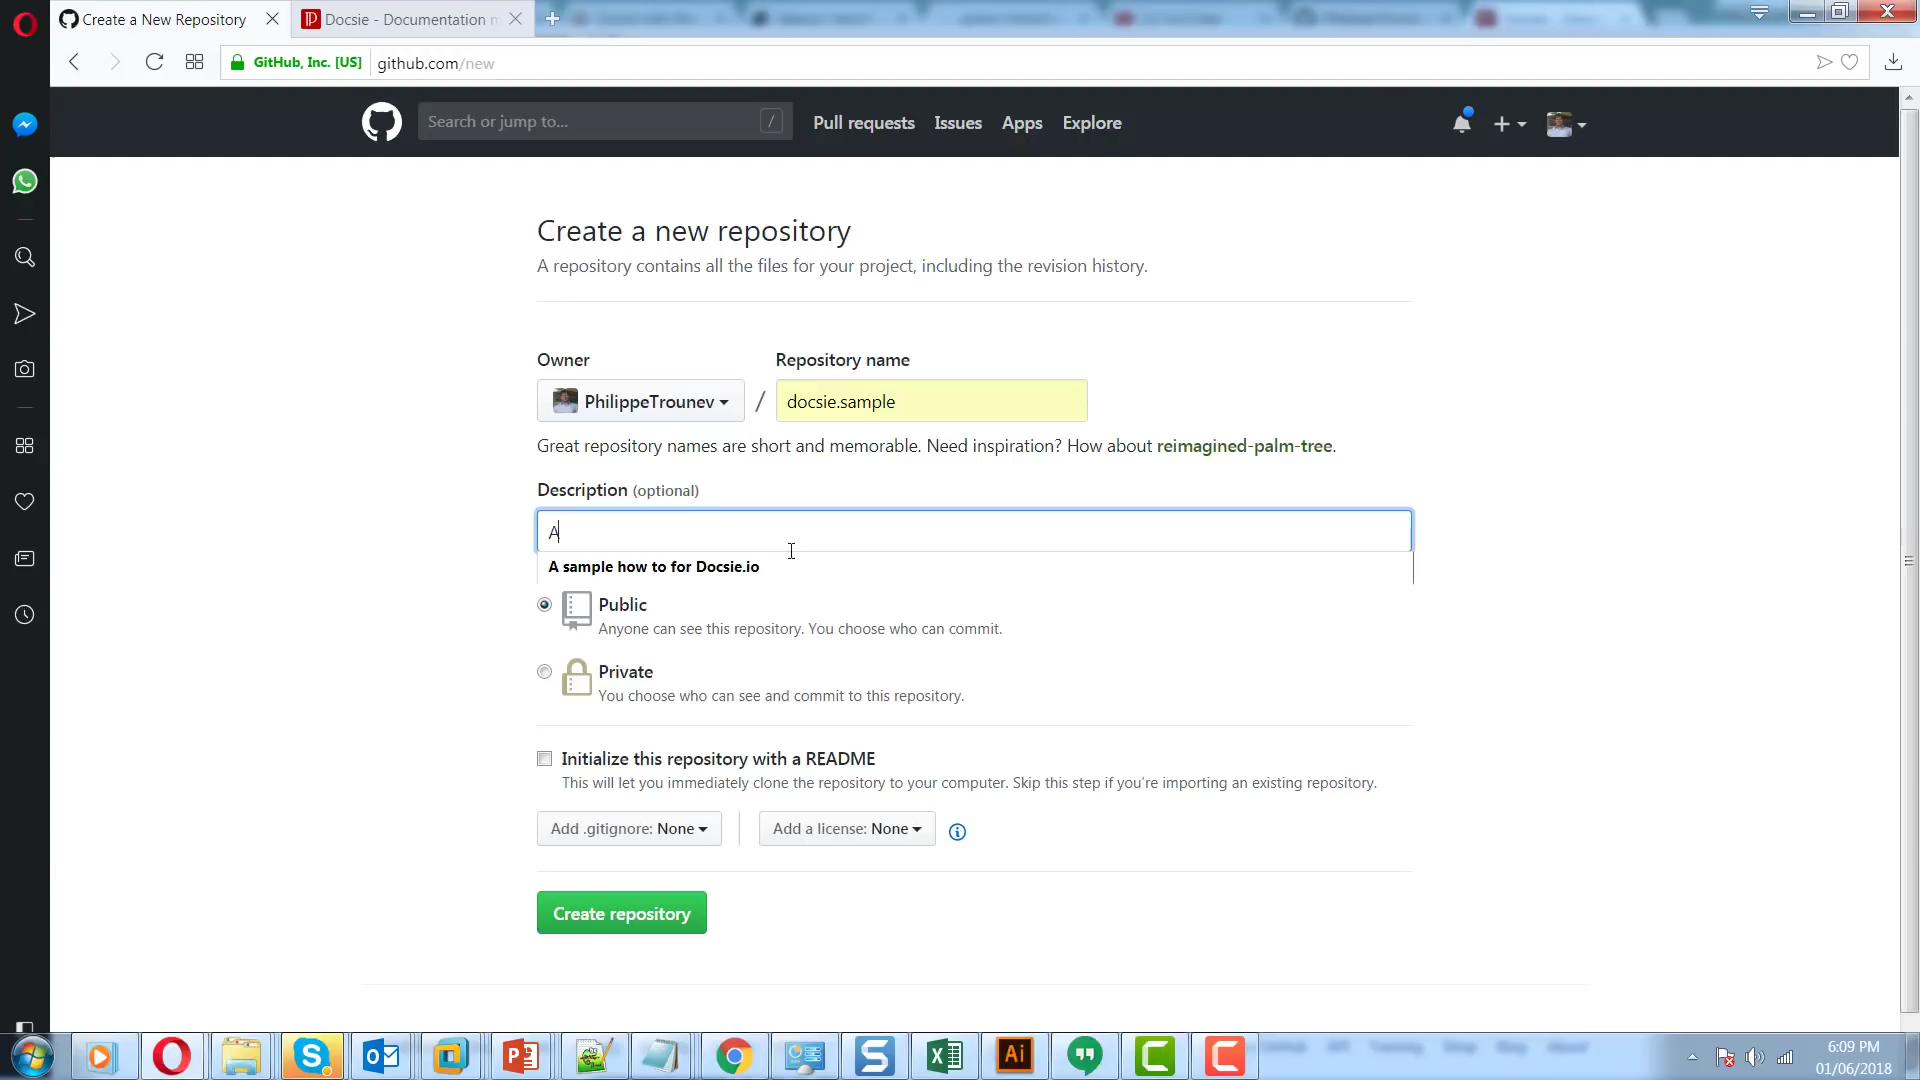 Create a New Repository
Docsie - Documentation
GitHub, Inc. [US]
github.com/new
Search or jump to...
/
Pull requests
Issues
Apps
Explore
Create a new repository
A repository contains all the files for your project, including the revision history.
Owner
Repository name
PhilippeTrounev
/
docsie.sample
Great repository names are short and memorable. Need inspiration? How about reimagined-palm-tree.
Description (optional)
A
A sample how to for Docsie.io
Public
Anyone can see this repository. You choose who can commit.
Private
You choose who can see and commit to this repository.
Initialize this repository with a README
This will let you immediately clone the repository to your computer. Skip this step if you're importing an existing repository.
Add .gitignore: None
Add a license: None
Create repository
6:09 PM
01/06/2018